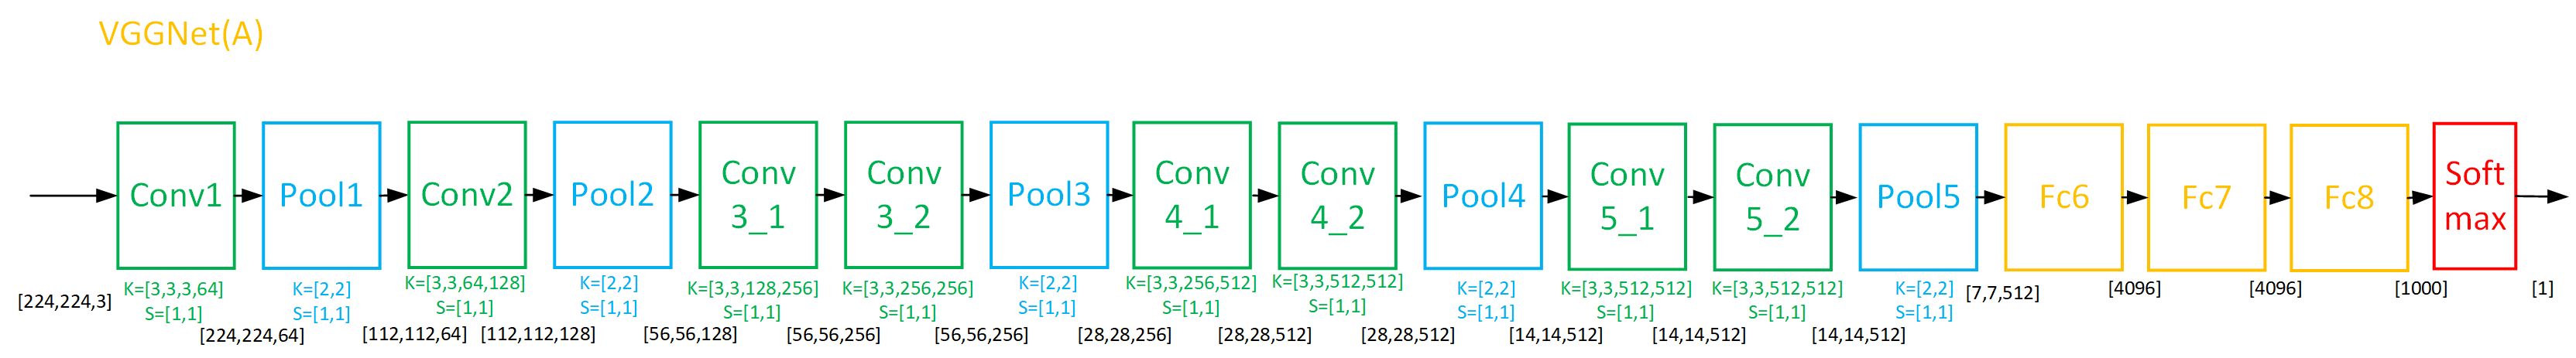 VGGNet(A)
Conv1
Pool1
Conv2
Pool2
Conv
3_1
Conv
3_2
Pool3
Conv
4_1
Conv
4_2
Pool4
Conv
5_1
Conv
5_2
Pool5
Fc6
Fc7
Fc8
Soft
max
[224,224,3]
K=[3,3,3,64]
S=[1,1]
[224,224,64]
K=[2,2]
S=[1,1]
[112,112,64]
K=[3,3,64,128]
S=[1,1]
[112,112,128]
K=[2,2]
S=[1,1]
[56,56,128]
K=[3,3,128,256]
S=[1,1]
[56,56,256]
K=[3,3,256,256]
S=[1,1]
[56,56,256]
K=[2,2]
S=[1,1]
[28,28,256]
K=[3,3,256,512]
S=[1,1]
[28,28,512]
K=[3,3,512,512]
S=[1,1]
[28,28,512]
K=[2,2]
S=[1,1]
[14,14,512]
K=[3,3,512,512]
S=[1,1]
[14,14,512]
K=[3,3,512,512]
S=[1,1]
[14,14,512]
K=[2,2]
S=[1,1]
[7,7,512]
[4096]
[4096]
[1000]
[1]